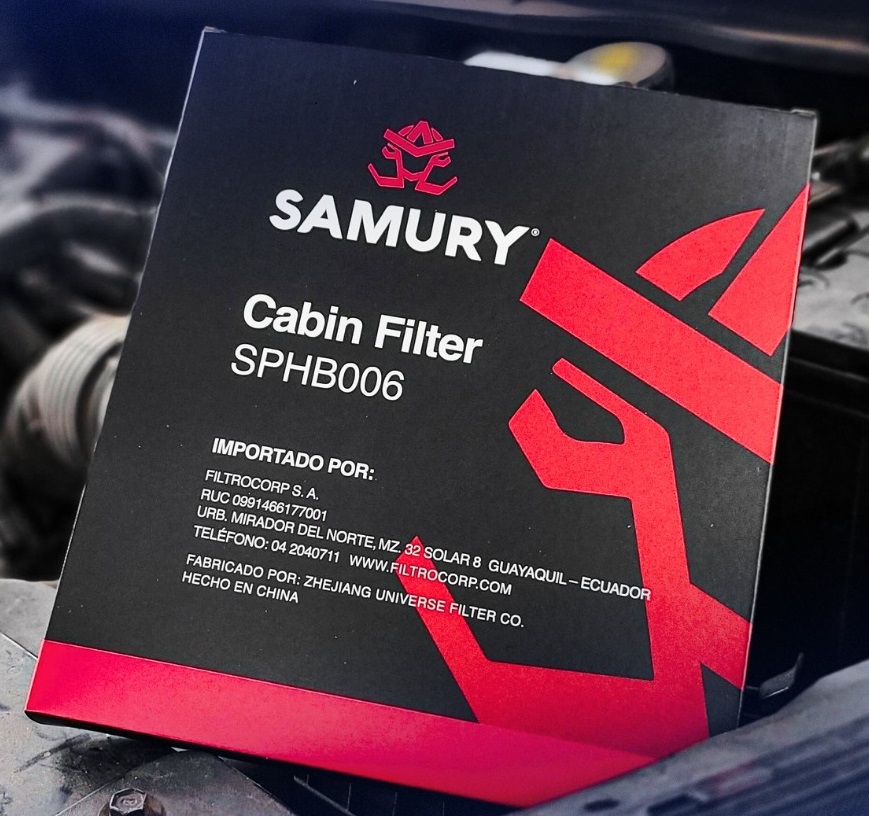 SAMURY®
Cabin Filter
SPHB006
IMPORTADO POR:
FILTROCORP S. A.
RUC 0991466177001
URB. MIRADOR DEL NORTE, MZ. 32 SOLAR 8 GUAYAQUIL – ECUADOR
TELÉFONO: 04 2040711 WWW.FILTROCORP.COM
FABRICADO POR: ZHEJIANG UNIVERSE FILTER CO.
HECHO EN CHINA